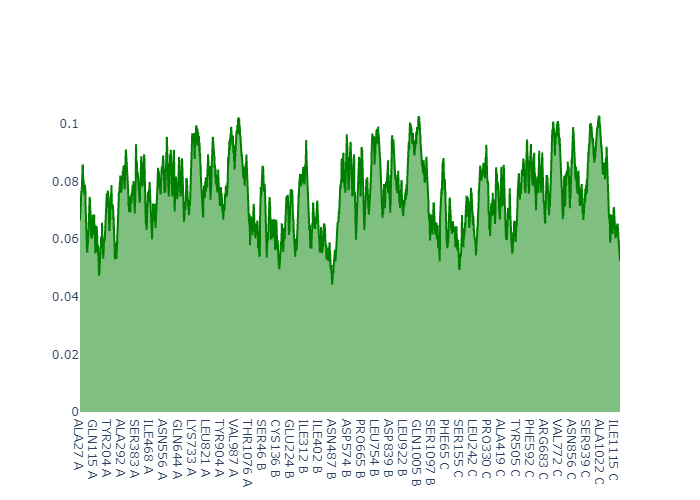 0.1
0.08
0.06
0.04
0.02
0
ALA27 A
GLN115 A
TYR204 A
ALA292 A
SER383 A
ILE468 A
ASN556 A
GLN644 A
LYS733 A
LEU821 A
TYR904 A
VAL987 A
THR1076 A
SER46 B
CYS136 B
GLU224 B
ILE312 B
ILE402 B
ASN487 B
ASP574 B
PRO665 B
LEU754 B
ASP839 B
LEU922 B
GLN1005 B
SER1097 B
PHE65 C
SER155 C
LEU242 C
PRO330 C
ALA419 C
TYR505 C
PHE592 C
ARG683 C
VAL772 C
ASN856 C
SER939 C
ALA1022 C
ILE1115 C